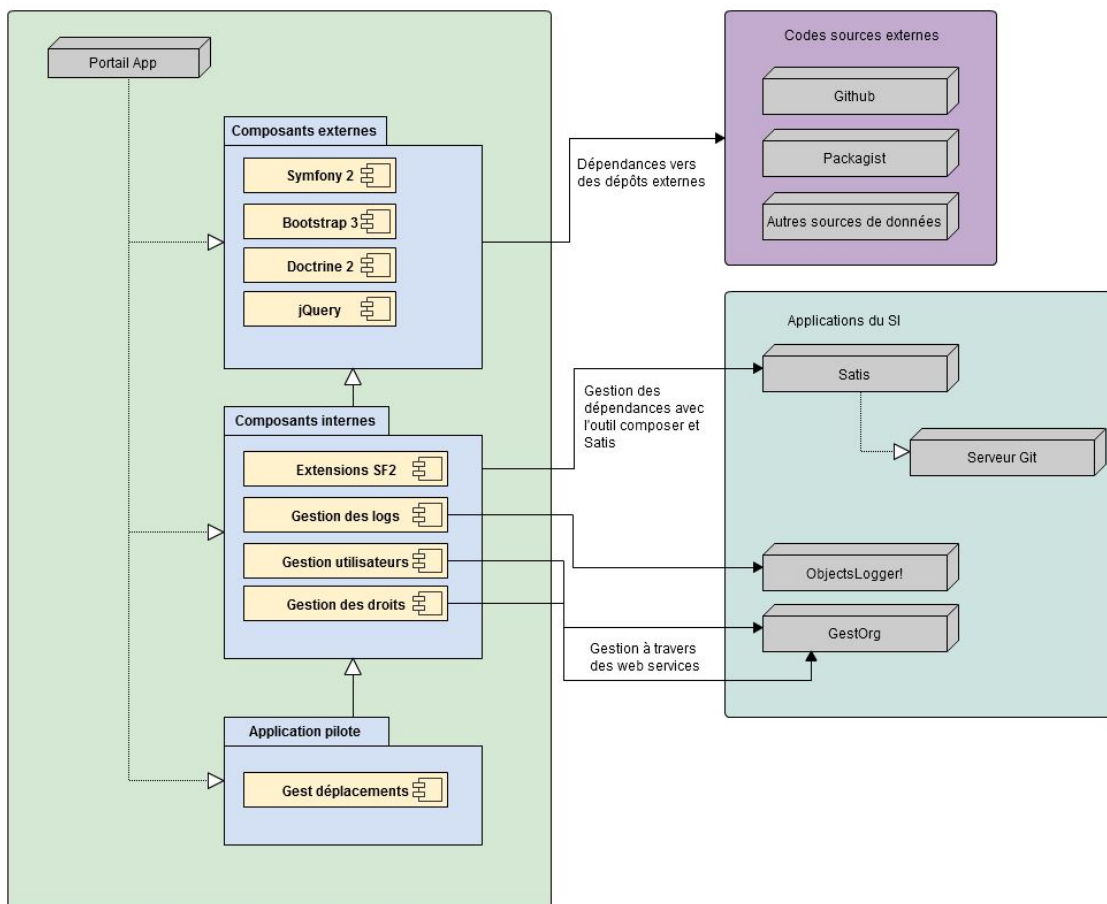 Portail App
Composants externes
Symfony 2
Bootstrap 3
Doctrine 2
jQuery
Composants internes
Extensions SF2
Gestion des logs
Gestion utilisateurs
Gestion des droits
Application pilote
Gest déplacements
Dépendances vers
des dépôts externes
Gestion des
dépendances avec
l'outil composer et
Satis
Gestion à travers
des web services
Codes sources externes
Github
Packagist
Autres sources de données
Applications du SI
Satis
Serveur Git
ObjectsLogger!
GestOrg